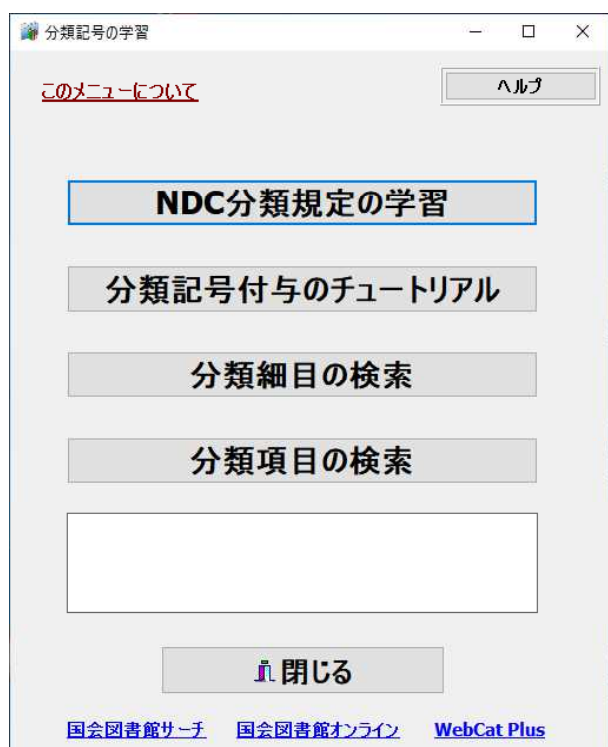 分類記号の学習
このメニューについて
ヘルプ
NDC分類規定の学習
分類記号付与のチュートリアル
分類細目の検索
分類項目の検索
閉じる
国会図書館サーチ 国会図書館オンライン WebCat Plus